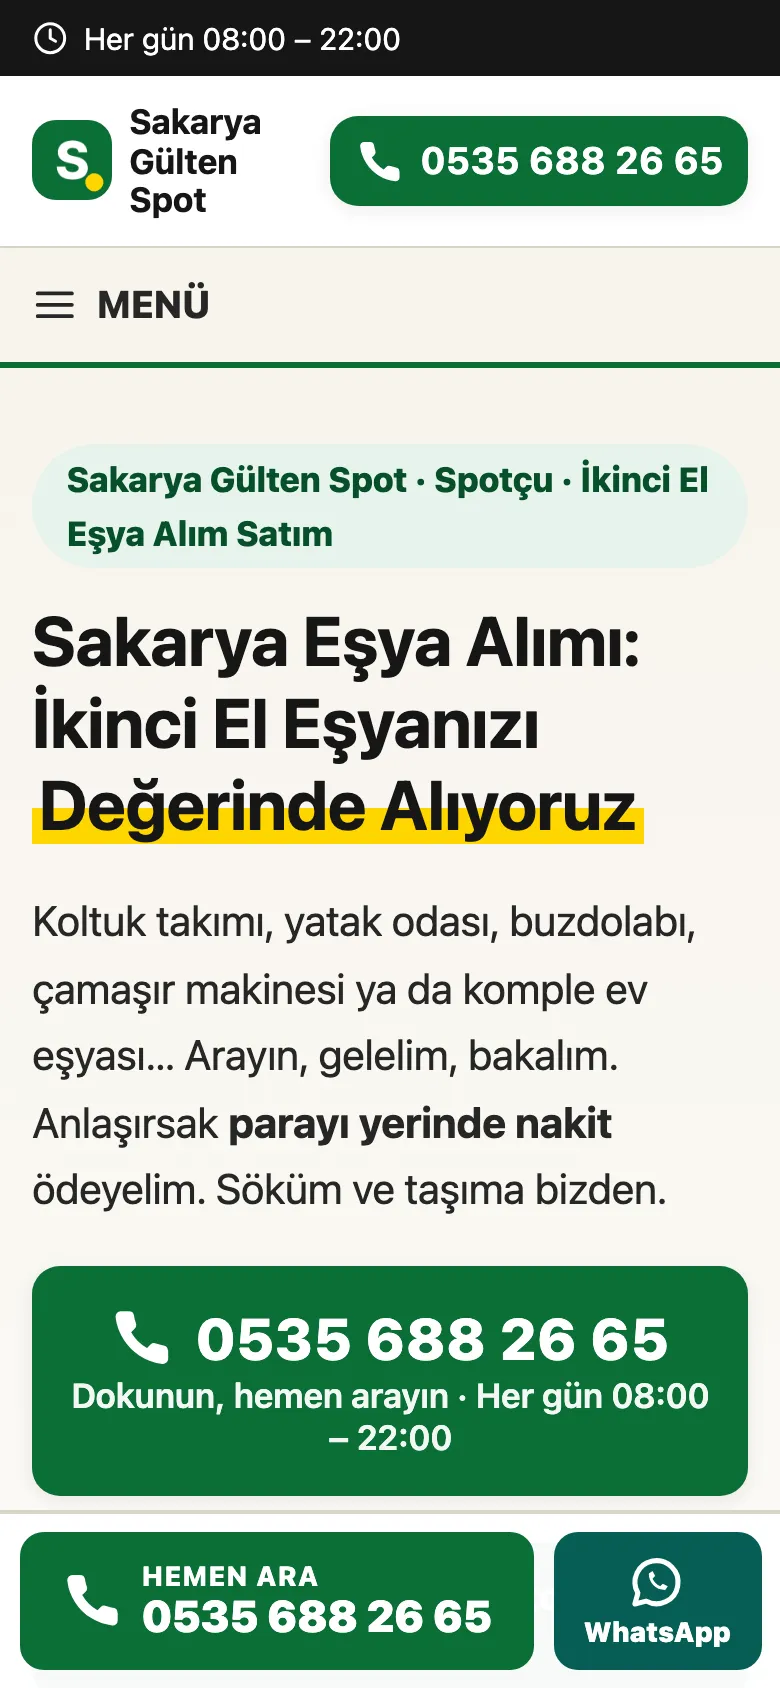 Her gün 08:00 – 22:00
S.
Sakarya
Gülten
Spot
0535 688 26 65
MENÜ
Sakarya Gülten Spot · Spotçu · İkinci El
Eşya Alım Satım
Sakarya Eşya Alımı:
İkinci El Eşyanızı
Değerinde Alıyoruz
Koltuk takımı, yatak odası, buzdolabı,
çamaşır makinesi ya da komple ev
eşyası... Arayın, gelelim, bakalım.
Anlaşırsak parayı yerinde nakit
ödeyelim. Söküm ve taşıma bizden.
0535 688 26 65
Dokunun, hemen arayın · Her gün 08:00
– 22:00
HEMEN ARA
0535 688 26 65
WhatsApp